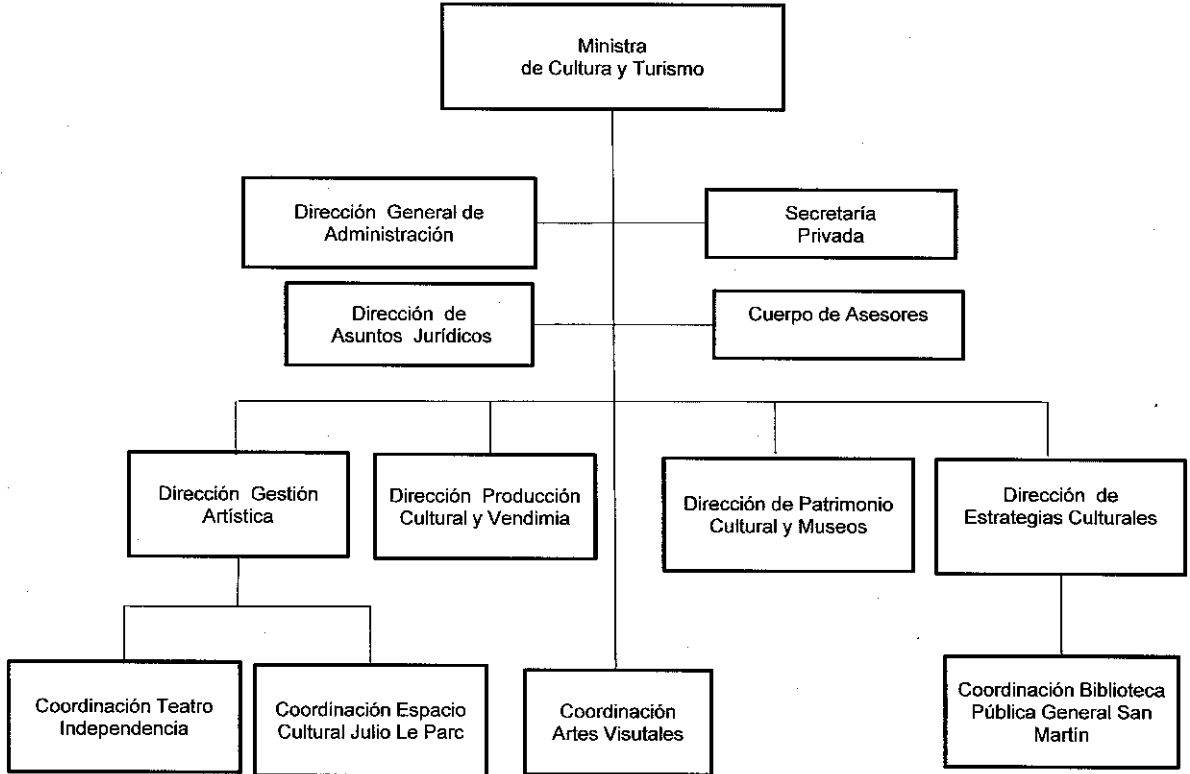 Ministra
de Cultura y Turismo
Dirección General de
Administración
Secretaría
Privada
Dirección de
Asuntos Jurídicos
Cuerpo de Asesores
Dirección Gestión
Artística
Dirección Producción
Cultural y Vendimia
Dirección de Patrimonio
Cultural y Museos
Dirección de
Estrategias Culturales
Coordinación Teatro
Independencia
Coordinación Espacio
Cultural Julio Le Parc
Coordinación
Artes Visutales
Coordinación Biblioteca
Pública General San
Martín